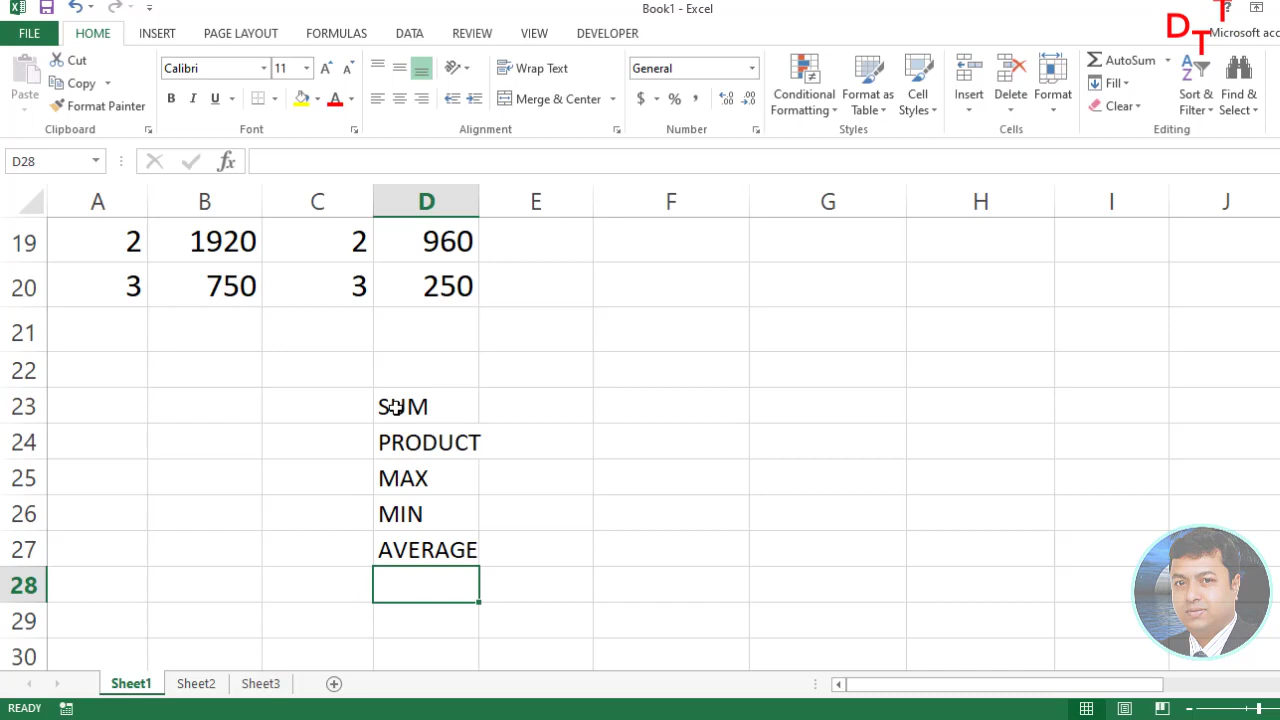 Book1 - Excel
?
D T T
Microsoft acc
FILE HOME INSERT PAGE LAYOUT FORMULAS DATA REVIEW VIEW DEVELOPER
Paste
Cut
Copy
Format Painter
Clipboard
Calibri 11
B I U A
Font
Wrap Text
Merge & Center
Alignment
General
$ % ,
Number
Conditional Formatting
Format as Table
Cell Styles
Styles
Insert Delete Format
Cells
AutoSum
Fill
Clear
Sort & Filter
Find & Select
Editing
D28 fx
A B C D E F G H I J
19 2 1920 2 960
20 3 750 3 250
21
22
23 SUM
24 PRODUCT
25 MAX
26 MIN
27 AVERAGE
28
29
30
Sheet1 Sheet2 Sheet3
READY